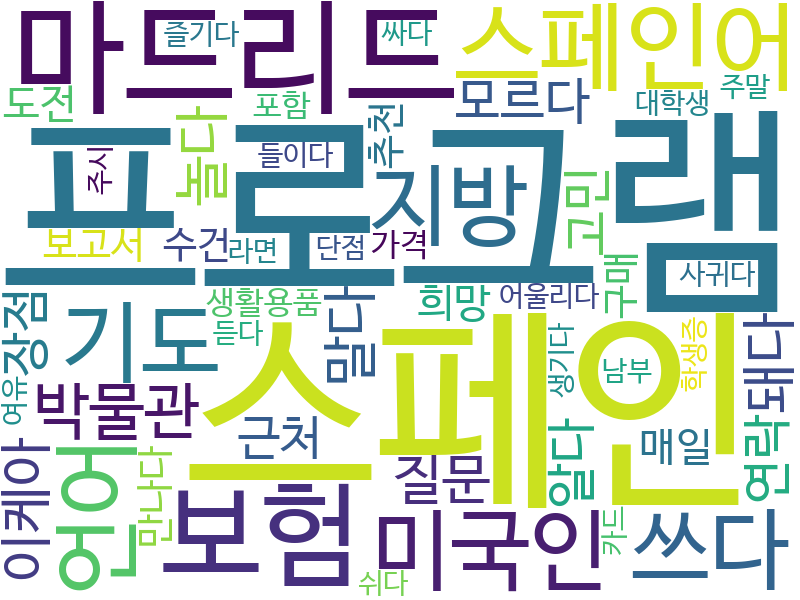 마드리드
즐기다
싸다
스페인어
도전
포함
모르다
대학생
주말
놀다
추천
프로그램
주시
들이다
지방
고민
보고서
수건
라면
단점
가격
사귀다
구매
장점
기도
생활용품
듣다
말다
희망
어울리다
스페인
생기다
남부
학생증
돼다
여유
박물관
근처
매일
연락
이케아
언어
만나다
보험
질문
알다
미국인
카드
쓰다
쉬다